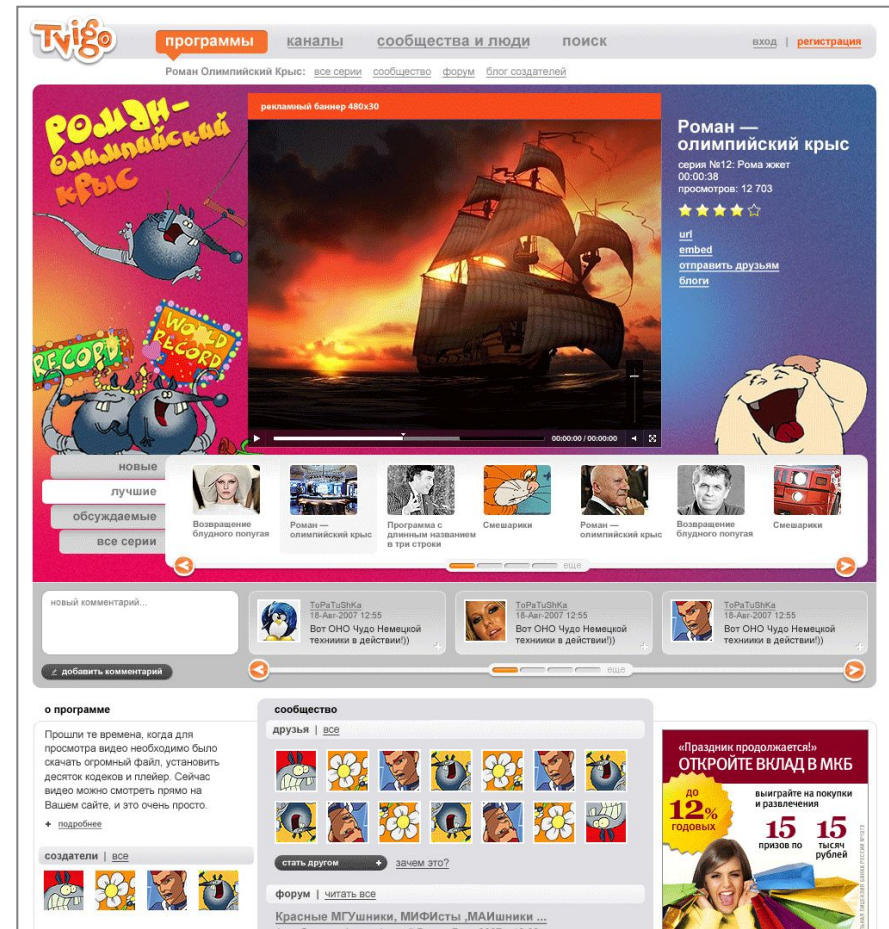 Tvigo
программы каналы сообщества и люди поиск вход | регистрация
Роман Олимпийский Крыс: все серии сообщество форум блог создателей
РОМАН-
ОЛИМПИЙСКИЙ
КРЫС
рекламный баннер 480x30
Роман —
олимпийский крыс
серия №12: Рома жжет
00:00:38
просмотров: 12 703
url
embed
отправить друзьям
блоги
RECORD
WORLD
RECORD
00:00:00 / 00:00:00
новые
лучшие
обсуждаемые
все серии
Возвращение
блудного попугая
Роман —
олимпийский крыс
Программа с
длинным названием
в три строки
Смешарики
Роман —
олимпийский крыс
Возвращение
блудного попугая
Смешарики
еще
новый комментарий...
добавить комментарий
ToPaTuShKa
18-Авг-2007 12:55
Вот ОНО Чудо Немецкой
техниики в действии!))
ToPaTuShKa
18-Авг-2007 12:55
Вот ОНО Чудо Немецкой
техниики в действии!))
ToPaTuShKa
18-Авг-2007 12:55
Вот ОНО Чудо Немецкой
техниики в действии!))
еще
о программе
Прошли те времена, когда для
просмотра видео необходимо было
скачать огромный файл, установить
десяток кодеков и плейер. Сейчас
видео можно смотреть прямо на
Вашем сайте, и это очень просто.
+ подробнее
создатели | все
сообщество
друзья | все
стать другом + зачем это?
форум | читать все
Красные МГУшники, МИФИсты ,МАИшники ...
«Праздник продолжается!»
ОТКРОЙТЕ ВКЛАД В МКБ
ДО
12%
ГОДОВЫХ
выиграйте на покупки
и развлечения
15
призов по
15
тысяч
рублей